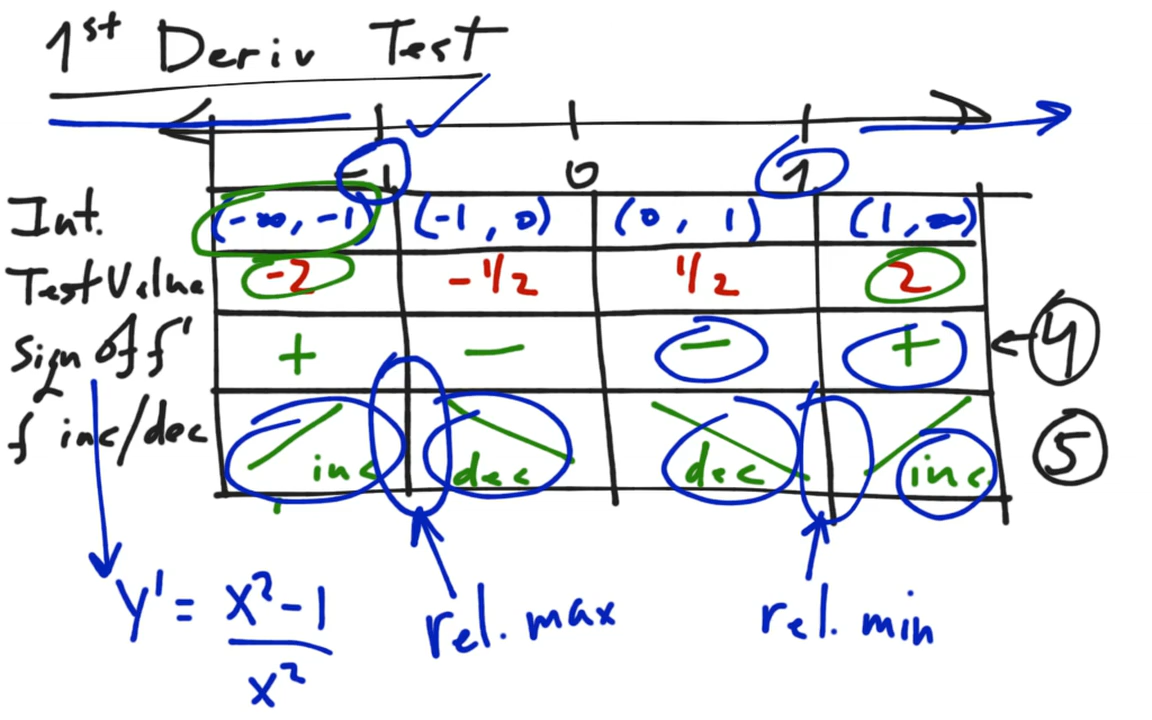 1st Deriv Test
-1 0 1
Int. (-∞, -1) (-1, 0) (0, 1) (1, ∞)
Test Value -2 -1/2 1/2 2
Sign Of f' + - - + ← 4
f inc/dec inc dec dec inc 5
Y' = x²-1
x²
rel. max rel. min